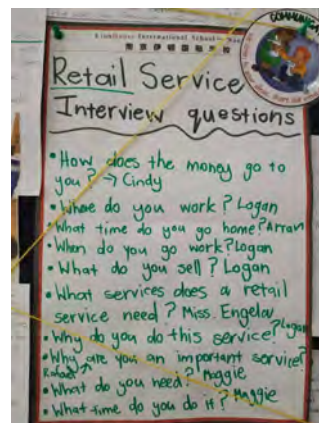 International School
COMMUNICAT
Retail Service
Interview questions
• How does the money go to
you? → Cindy
• Where do you work? Logan
• What time do you go home? Arran
• When do you go work? Logan
• What do you sell? Logan
• What services does a retail
service need? Miss. Engela
• Why do you do this service? Logan
• Why are you an important service?
Rafael
• What do you need? Maggie
• What time do you do it? Maggie